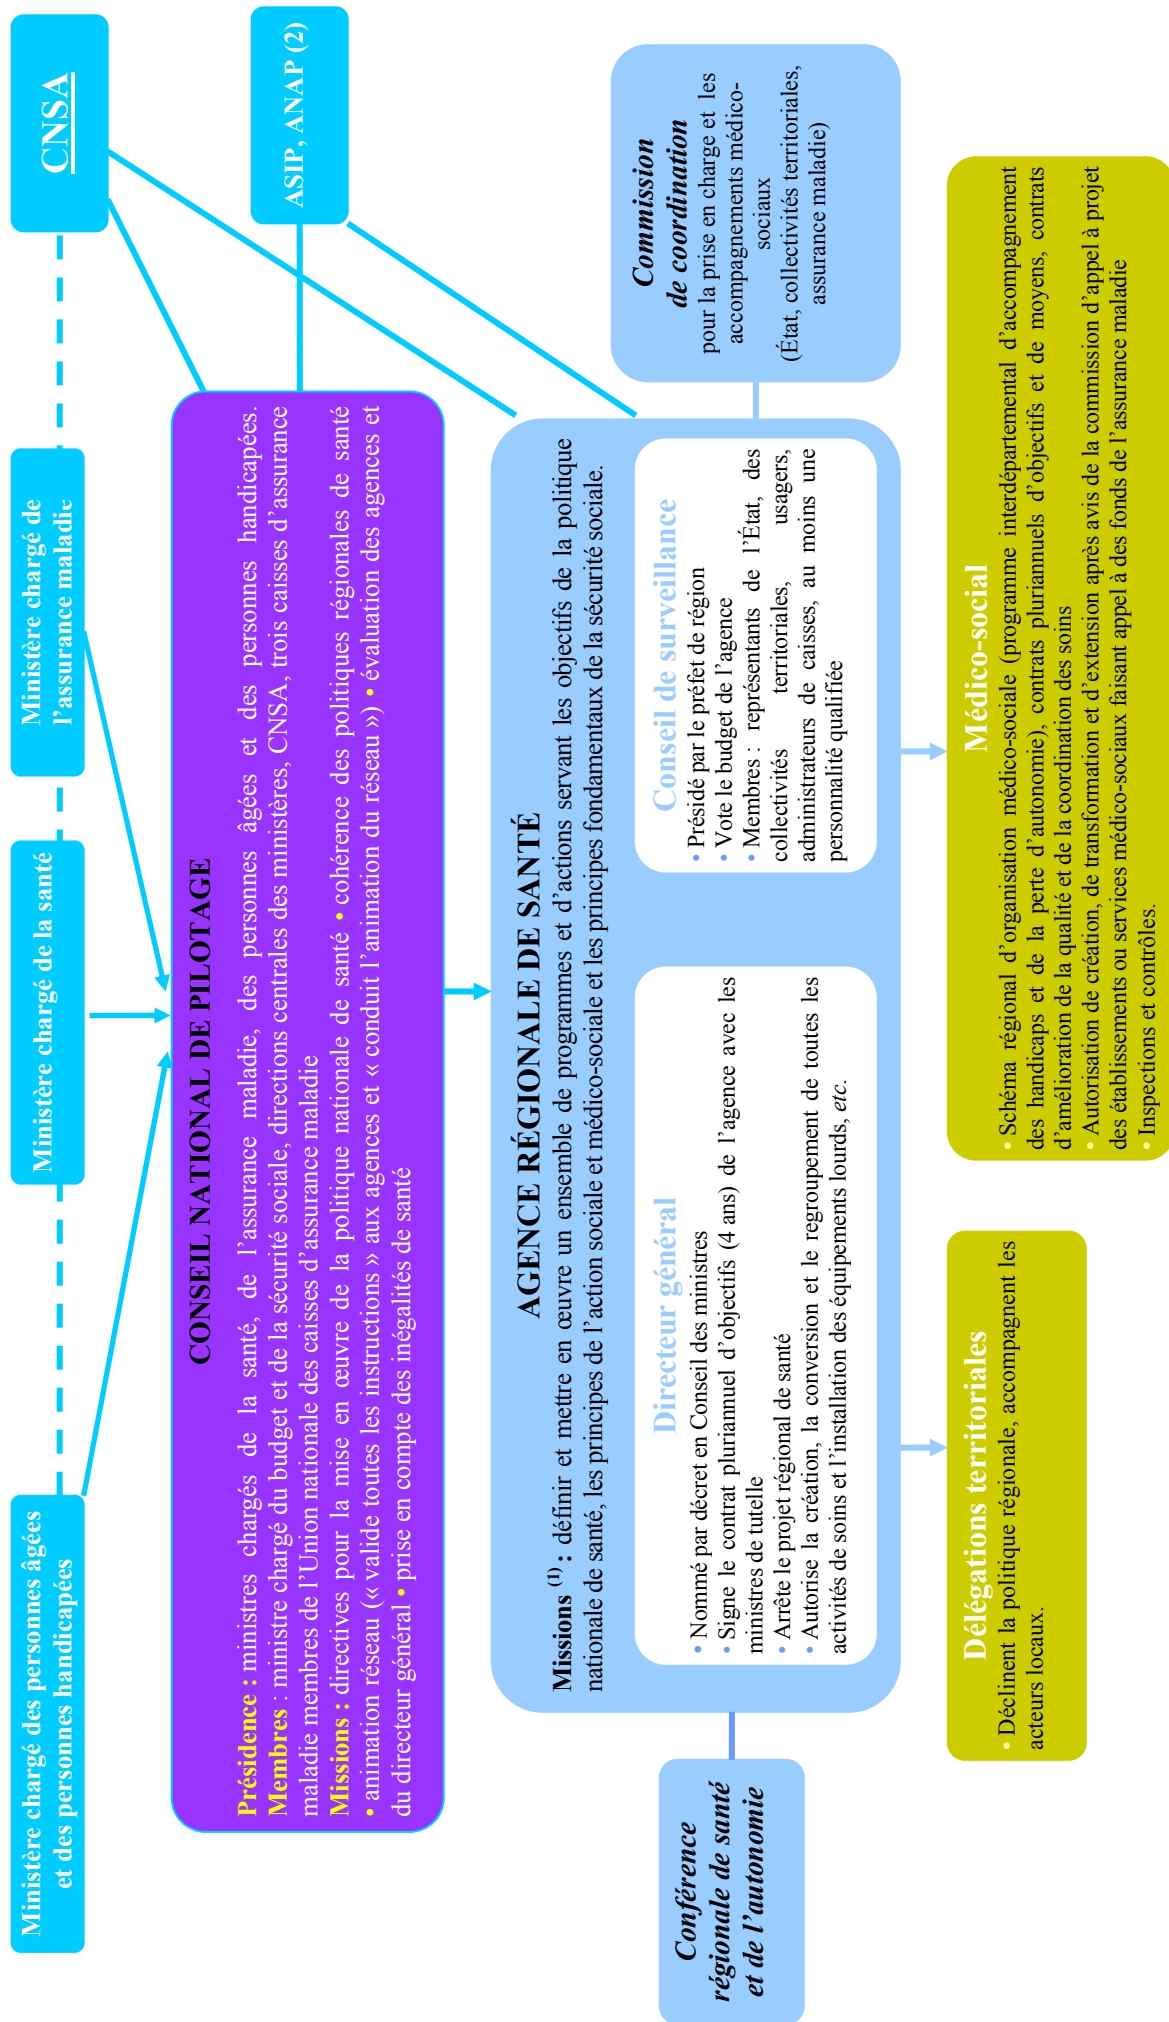 Ministère chargé des personnes âgées
et des personnes handicapées
Ministère chargé de la santé
Ministère chargé de
l'assurance maladie
CNSA
ASIP, ANAP (2)
CONSEIL NATIONAL DE PILOTAGE
Présidence : ministres chargés de la santé, de l'assurance maladie, des personnes âgées et des personnes handicapées.
Membres : ministre chargé du budget et de la sécurité sociale, directions centrales des ministères, CNSA, trois caisses d'assurance
maladie membres de l'Union nationale des caisses d'assurance maladie
Missions : directives pour la mise en œuvre de la politique nationale de santé • cohérence des politiques régionales de santé
• animation réseau (« valide toutes les instructions » aux agences et « conduit l'animation du réseau ») • évaluation des agences et
du directeur général • prise en compte des inégalités de santé
AGENCE RÉGIONALE DE SANTÉ
Missions (1) : définir et mettre en œuvre un ensemble de programmes et d'actions servant les objectifs de la politique
nationale de santé, les principes de l'action sociale et médico-sociale et les principes fondamentaux de la sécurité sociale.
Directeur général
• Nommé par décret en Conseil des ministres
• Signe le contrat pluriannuel d'objectifs (4 ans) de l'agence avec les
ministres de tutelle
• Arrête le projet régional de santé
• Autorise la création, la conversion et le regroupement de toutes les
activités de soins et l'installation des équipements lourds, etc.
Conseil de surveillance
• Présidé par le préfet de région
• Vote le budget de l'agence
• Membres : représentants de l'État, des
collectivités territoriales, usagers,
administrateurs de caisses, au moins une
personnalité qualifiée
Conférence
régionale de santé
et de l'autonomie
Commission
de coordination
pour la prise en charge et les
accompagnements médico-
sociaux
(État, collectivités territoriales,
assurance maladie)
Délégations territoriales
• Déclinent la politique régionale, accompagnent les
acteurs locaux.
Médico-social
• Schéma régional d'organisation médico-sociale (programme interdépartemental d'accompagnement
des handicaps et de la perte d'autonomie), contrats pluriannuels d'objectifs et de moyens, contrats
d'amélioration de la qualité et de la coordination des soins
• Autorisation de création, de transformation et d'extension après avis de la commission d'appel à projet
des établissements ou services médico-sociaux faisant appel à des fonds de l'assurance maladie
• Inspections et contrôles.